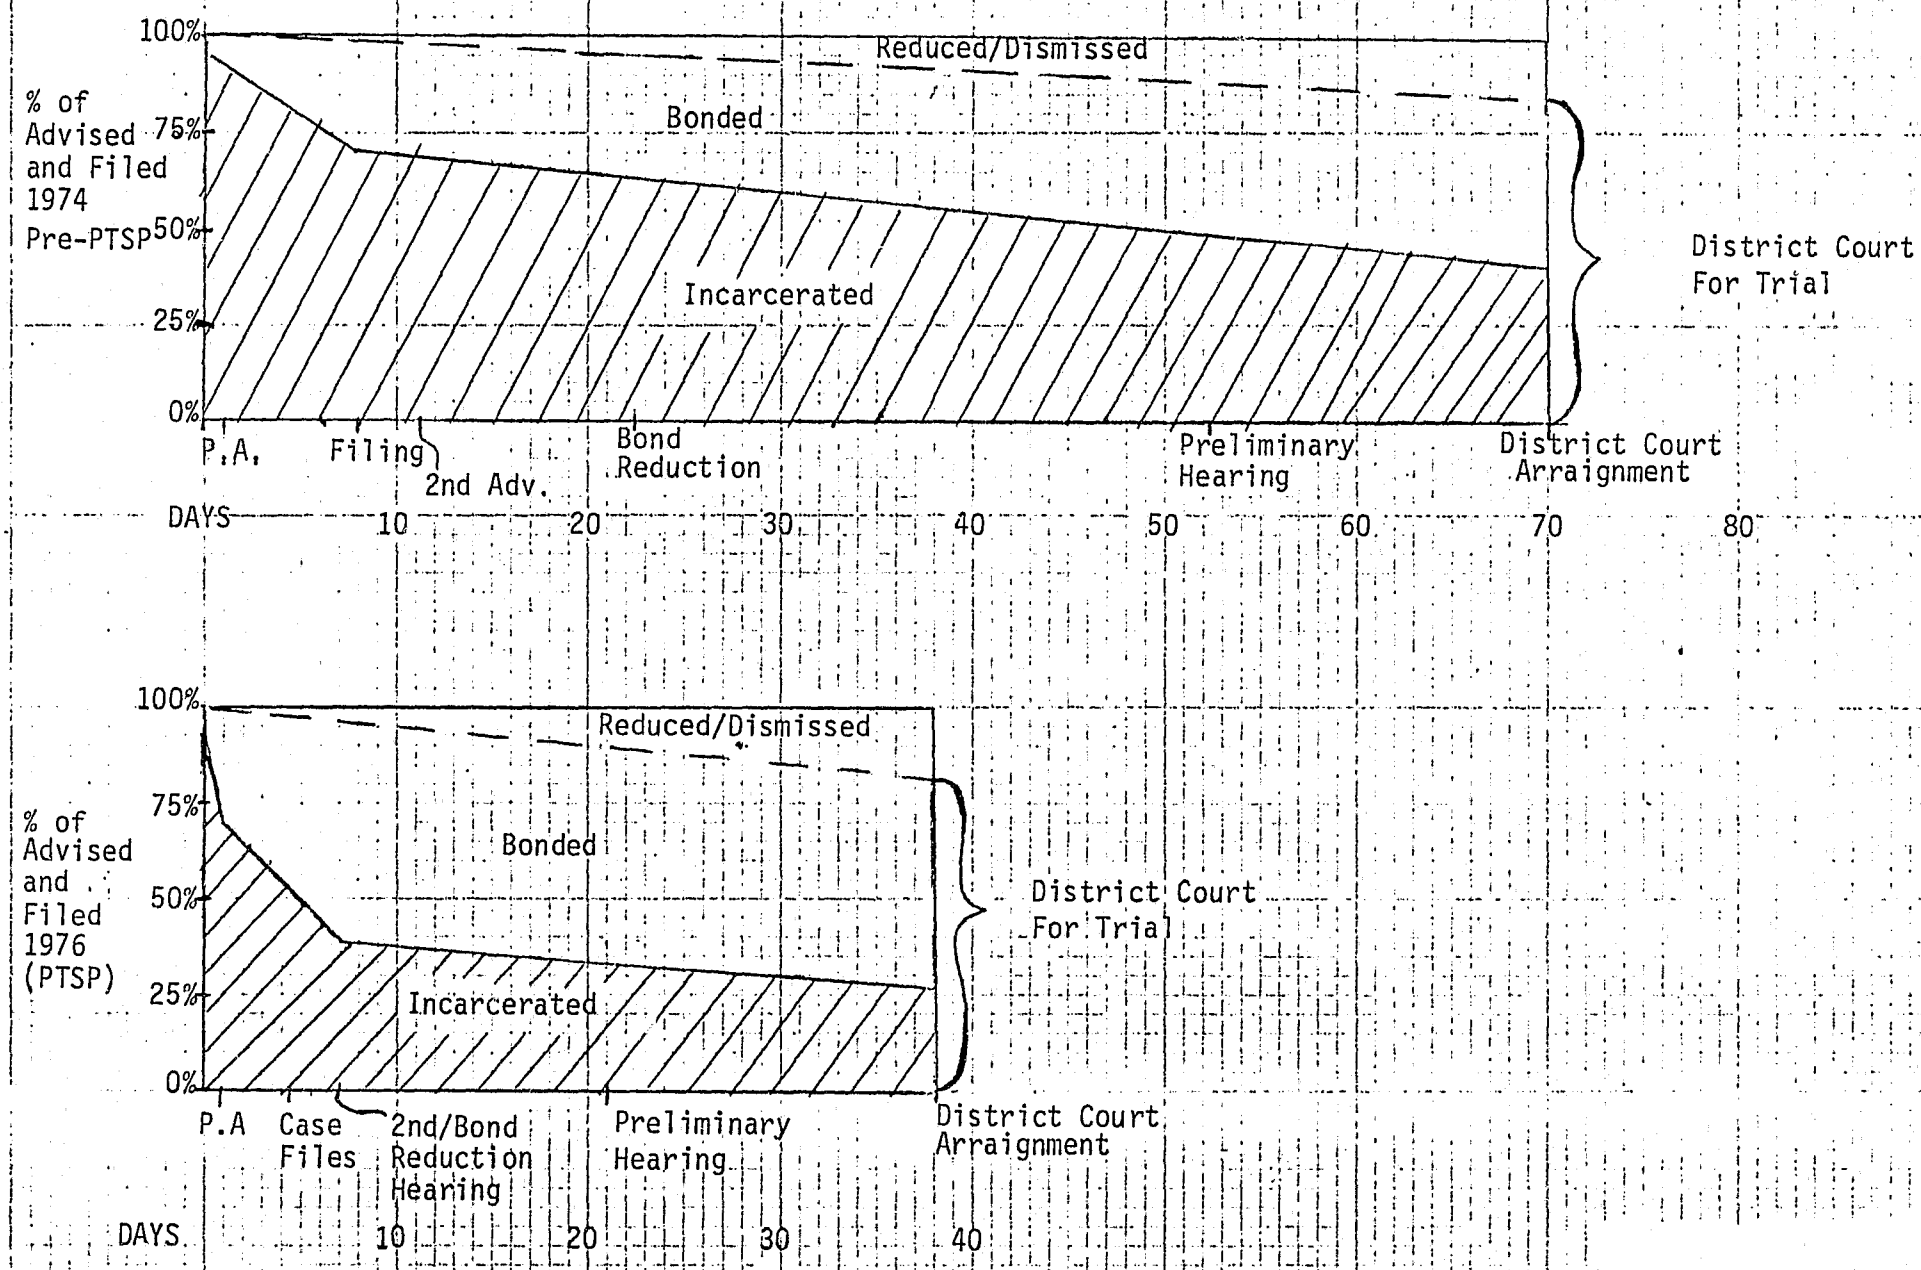 100%
Reduced/Dismissed
% of
Advised
and Filed
1974
Pre-PTSP
75%
Bonded
50%
District Court
For Trial
Incarcerated
25%
0%
P.A.
Filing
2nd Adv.
Bond
Reduction
Preliminary
Hearing
District Court
Arraignment
DAYS 10 20 30 40 50 60 70 80
100%
Reduced/Dismissed
75%
% of
Advised
and
Filed
1976
(PTSP)
Bonded
50%
District Court
For Trial
25%
Incarcerated
0%
P.A
Case
Files
2nd/Bond
Reduction
Hearing
Preliminary
Hearing
District Court
Arraignment
DAYS 10 20 30 40